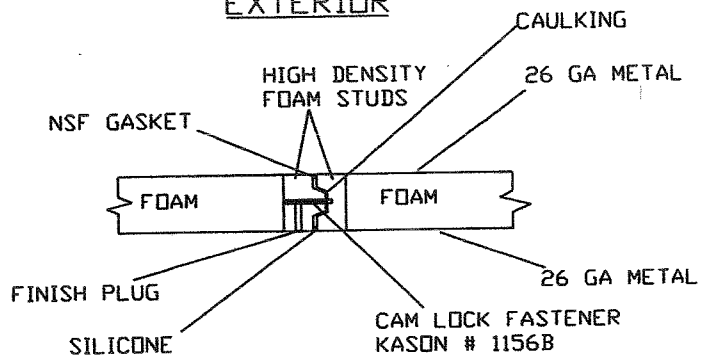 EXTERIOR
CAULKING
HIGH DENSITY
FOAM STUDS
26 GA METAL
NSF GASKET
FOAM
FOAM
FINISH PLUG
26 GA METAL
SILICONE
CAM LOCK FASTENER
KASON # 1156B